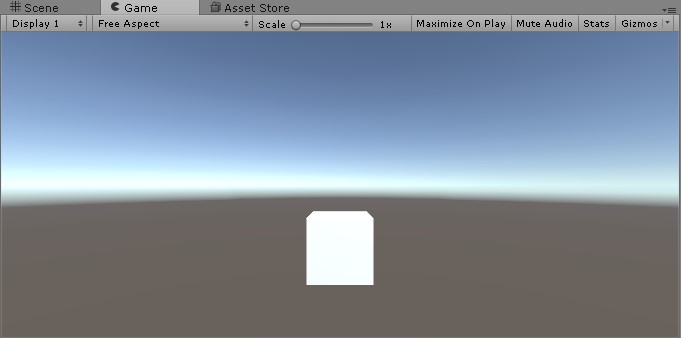 Scene Game Asset Store
Display 1 Free Aspect Scale 1x Maximize On Play Mute Audio Stats Gizmos